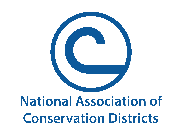 National Association of
Conservation Districts